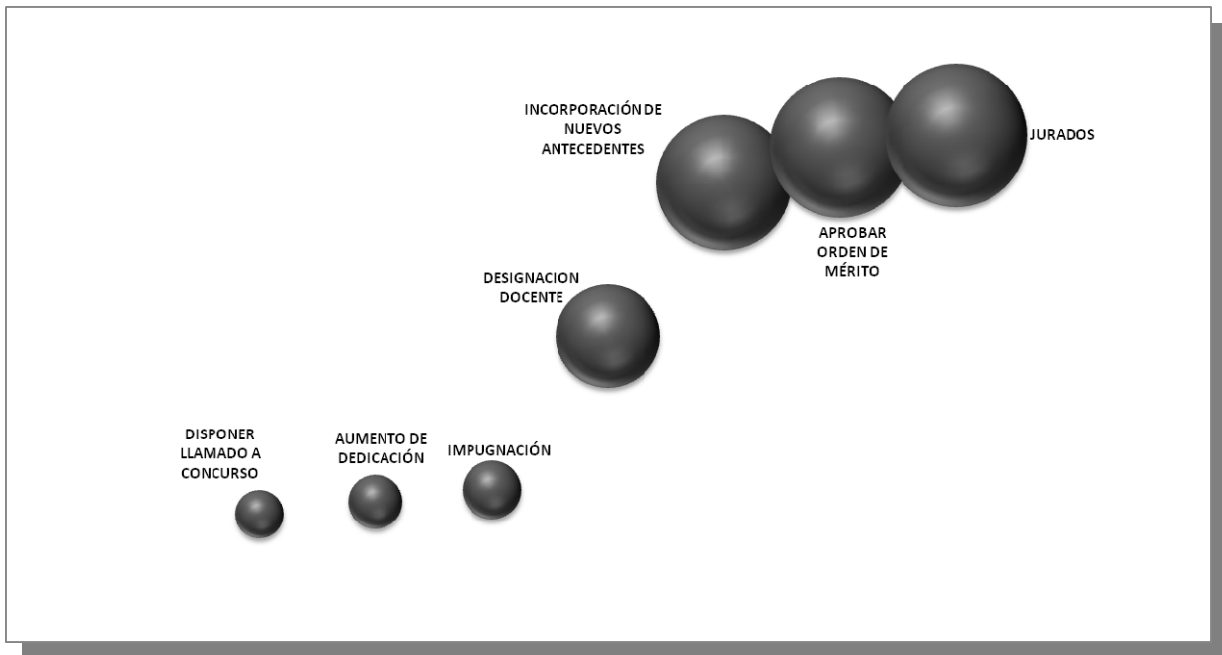 INCORPORACIÓN DE
NUEVOS
ANTECEDENTES
JURADOS
APROBAR
ORDEN DE
MÉRITO
DESIGNACION
DOCENTE
DISPONER
LLAMADO A
CONCURSO
AUMENTO DE
DEDICACIÓN
IMPUGNACIÓN